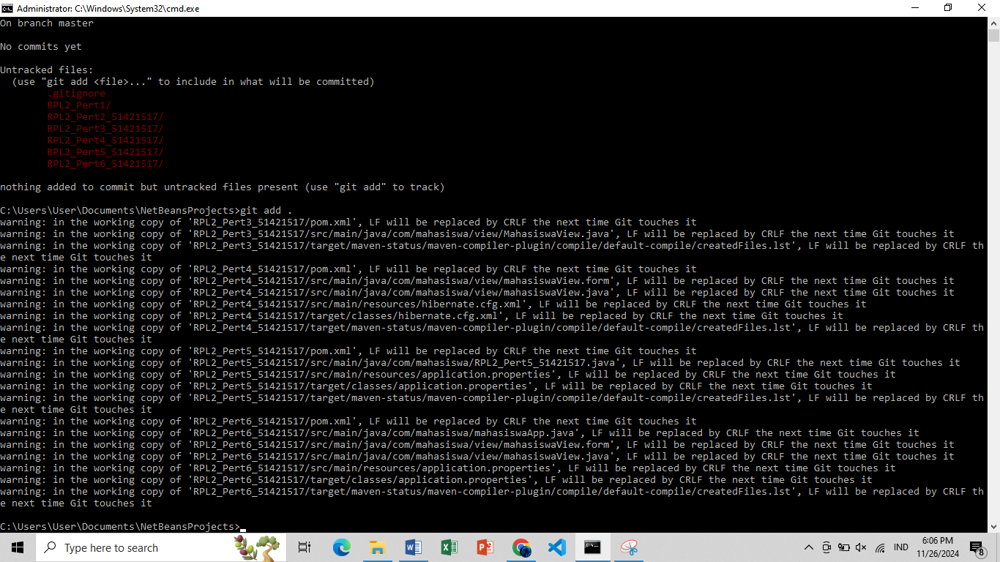 Administrator: C:\Windows\System32\cmd.exe
On branch master
No commits yet
Untracked files:
  (use "git add <file>..." to include in what will be committed)
        .gitignore
        RPL2_Pert1/
        RPL2_Pert2_51421517/
        RPL2_Pert3_51421517/
        RPL2_Pert4_51421517/
        RPL2_Pert5_51421517/
        RPL2_Pert6_51421517/
nothing added to commit but untracked files present (use "git add" to track)
C:\Users\User\Documents\NetBeansProjects>git add .
warning: in the working copy of 'RPL2_Pert3_51421517/pom.xml', LF will be replaced by CRLF the next time Git touches it
warning: in the working copy of 'RPL2_Pert3_51421517/src/main/java/com/mahasiswa/view/MahasiswaView.java', LF will be replaced by CRLF the next time Git touches it
warning: in the working copy of 'RPL2_Pert3_51421517/target/maven-status/maven-compiler-plugin/compile/default-compile/createdFiles.lst', LF will be replaced by CRLF th
e next time Git touches it
warning: in the working copy of 'RPL2_Pert4_51421517/pom.xml', LF will be replaced by CRLF the next time Git touches it
warning: in the working copy of 'RPL2_Pert4_51421517/src/main/java/com/mahasiswa/view/mahasiswaView.form', LF will be replaced by CRLF the next time Git touches it
warning: in the working copy of 'RPL2_Pert4_51421517/src/main/java/com/mahasiswa/view/mahasiswaView.java', LF will be replaced by CRLF the next time Git touches it
warning: in the working copy of 'RPL2_Pert4_51421517/src/main/resources/hibernate.cfg.xml', LF will be replaced by CRLF the next time Git touches it
warning: in the working copy of 'RPL2_Pert4_51421517/target/classes/hibernate.cfg.xml', LF will be replaced by CRLF the next time Git touches it
warning: in the working copy of 'RPL2_Pert4_51421517/target/maven-status/maven-compiler-plugin/compile/default-compile/createdFiles.lst', LF will be replaced by CRLF th
e next time Git touches it
warning: in the working copy of 'RPL2_Pert5_51421517/pom.xml', LF will be replaced by CRLF the next time Git touches it
warning: in the working copy of 'RPL2_Pert5_51421517/src/main/java/com/mahasiswa/RPL2_Pert5_51421517.java', LF will be replaced by CRLF the next time Git touches it
warning: in the working copy of 'RPL2_Pert5_51421517/src/main/resources/application.properties', LF will be replaced by CRLF the next time Git touches it
warning: in the working copy of 'RPL2_Pert5_51421517/target/classes/application.properties', LF will be replaced by CRLF the next time Git touches it
warning: in the working copy of 'RPL2_Pert5_51421517/target/maven-status/maven-compiler-plugin/compile/default-compile/createdFiles.lst', LF will be replaced by CRLF th
e next time Git touches it
warning: in the working copy of 'RPL2_Pert6_51421517/pom.xml', LF will be replaced by CRLF the next time Git touches it
warning: in the working copy of 'RPL2_Pert6_51421517/src/main/java/com/mahasiswa/mahasiswaApp.java', LF will be replaced by CRLF the next time Git touches it
warning: in the working copy of 'RPL2_Pert6_51421517/src/main/java/com/mahasiswa/view/mahasiswaView.form', LF will be replaced by CRLF the next time Git touches it
warning: in the working copy of 'RPL2_Pert6_51421517/src/main/java/com/mahasiswa/view/mahasiswaView.java', LF will be replaced by CRLF the next time Git touches it
warning: in the working copy of 'RPL2_Pert6_51421517/src/main/resources/application.properties', LF will be replaced by CRLF the next time Git touches it
warning: in the working copy of 'RPL2_Pert6_51421517/target/classes/application.properties', LF will be replaced by CRLF the next time Git touches it
warning: in the working copy of 'RPL2_Pert6_51421517/target/maven-status/maven-compiler-plugin/compile/default-compile/createdFiles.lst', LF will be replaced by CRLF th
e next time Git touches it
C:\Users\User\Documents\NetBeansProjects>
Type here to search
IND
6:06 PM
11/26/2024
8